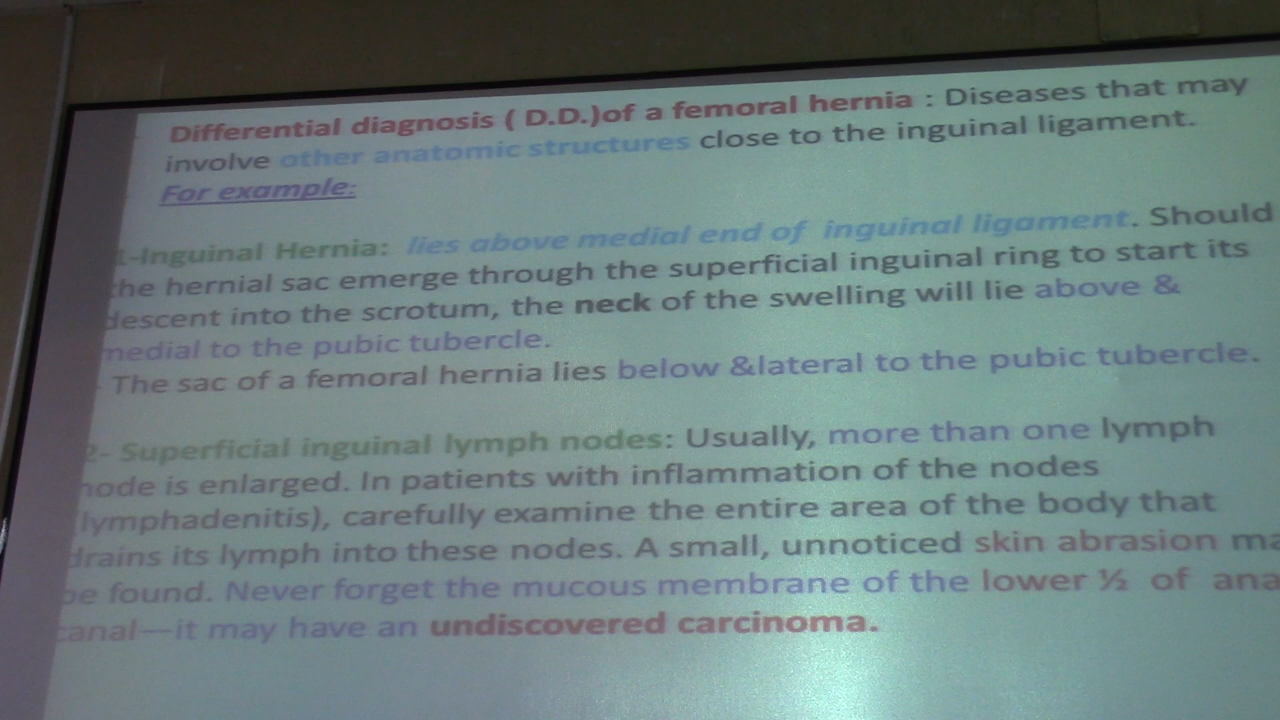 Differential diagnosis ( D.D.)of a femoral hernia : Diseases that may
involve other anatomic structures close to the inguinal ligament.
For example:
1-Inguinal Hernia: lies above medial end of inguinal ligament. Should
the hernial sac emerge through the superficial inguinal ring to start its
descent into the scrotum, the neck of the swelling will lie above &
medial to the pubic tubercle.
- The sac of a femoral hernia lies below &lateral to the pubic tubercle.
2- Superficial inguinal lymph nodes: Usually, more than one lymph
node is enlarged. In patients with inflammation of the nodes
(lymphadenitis), carefully examine the entire area of the body that
drains its lymph into these nodes. A small, unnoticed skin abrasion ma
be found. Never forget the mucous membrane of the lower ½ of ana
canal—it may have an undiscovered carcinoma.